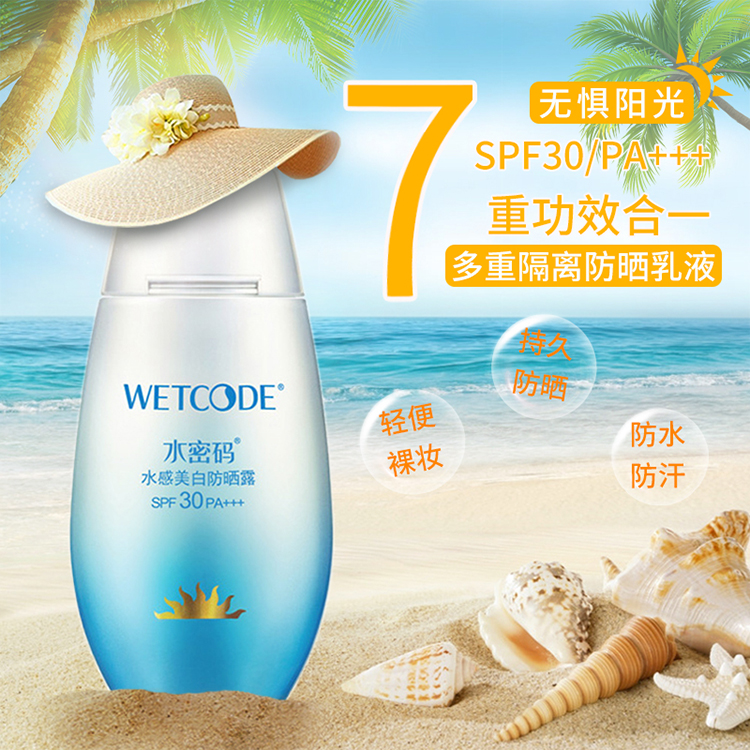 7
无惧阳光
SPF30/PA+++
重功效合一
多重隔离防晒乳液
持久
防晒
轻便
裸妆
防水
防汗
WETCODE®
水密码®
水感美白防晒露
SPF 30 PA+++